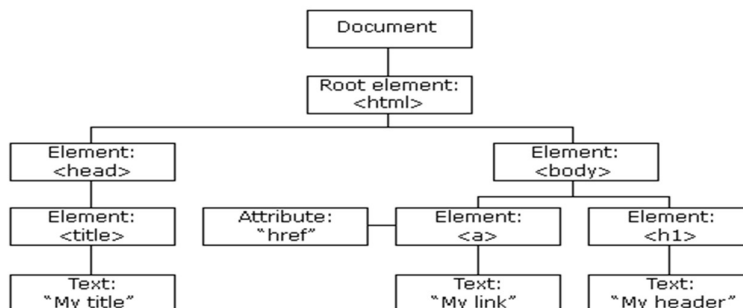 Document
Root element:
<html>
Element:
<head>
Element:
<body>
Element:
<title>
Attribute:
"href"
Element:
<a>
Element:
<h1>
Text:
"My title"
Text:
"My link"
Text:
"My header"